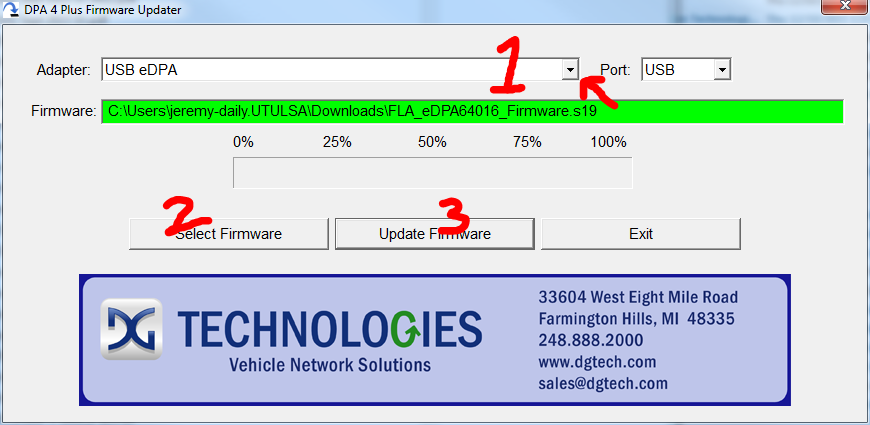 DPA 4 Plus Firmware Updater
1
Adapter: USB eDPA Port: USB
Firmware: C:\Users\jeremy-daily.UTULSA\Downloads\FLA_eDPA64016_Firmware.s19
0% 25% 50% 75% 100%
2 3
Select Firmware Update Firmware Exit
DG TECHNOLOGIES
Vehicle Network Solutions
33604 West Eight Mile Road
Farmington Hills, MI 48335
248.888.2000
www.dgtech.com
sales@dgtech.com